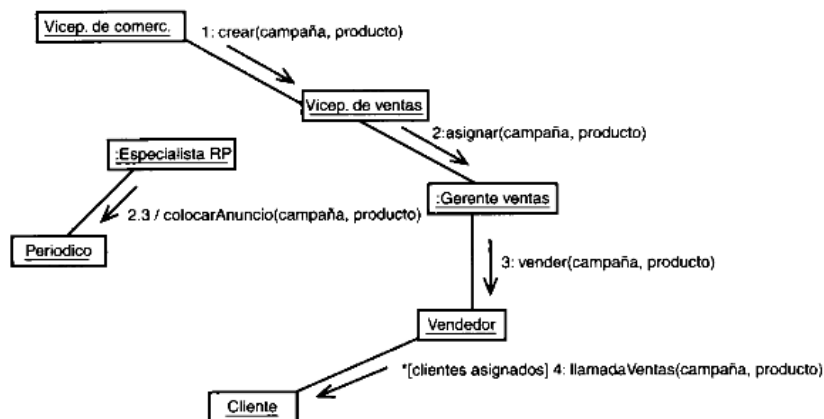 Vicep. de comerc.
1: crear(campaña, producto)
Vicep. de ventas
2:asignar(campaña, producto)
:Especialista RP
:Gerente ventas
2.3 / colocarAnuncio(campaña, producto)
Periodico
3: vender(campaña, producto)
Vendedor
*[clientes asignados] 4: llamadaVentas(campaña, producto)
Cliente